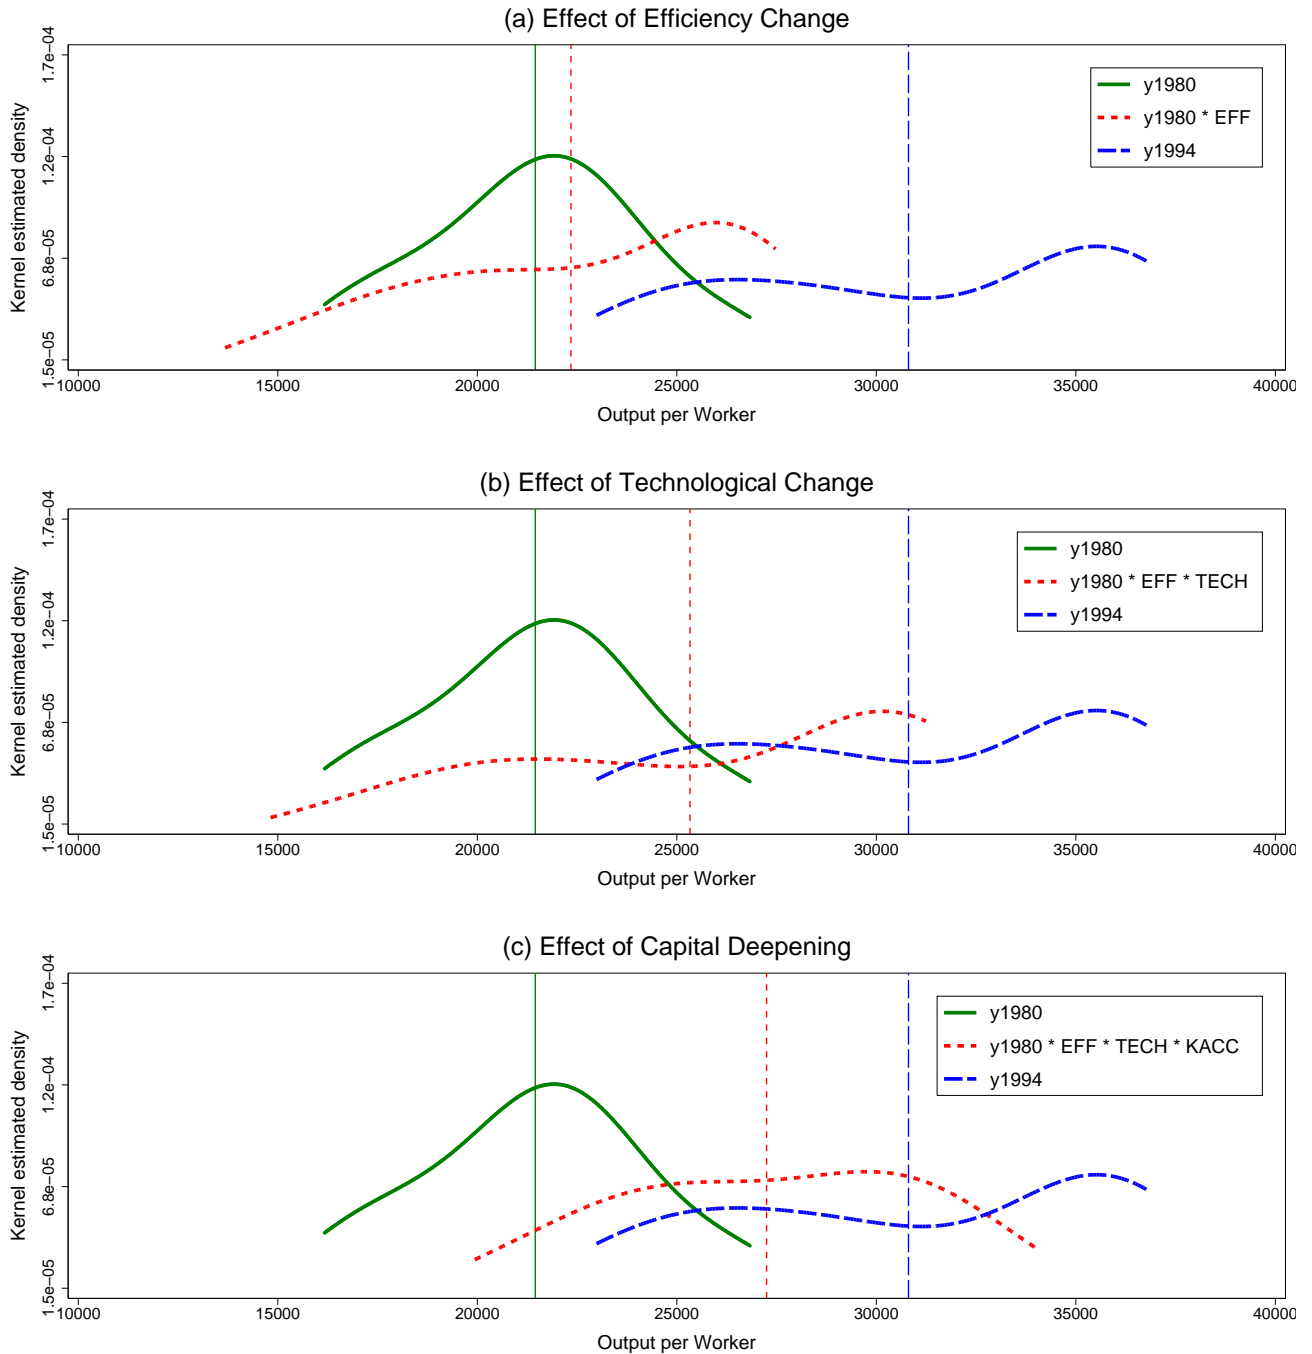 (a) Effect of Efficiency Change
Kernel estimated density
1.7e−04
1.2e−04
6.8e−05
1.5e−05
y1980
y1980 * EFF
y1994
10000 15000 20000 25000 30000 35000 40000
Output per Worker
(b) Effect of Technological Change
Kernel estimated density
1.7e−04
1.2e−04
6.8e−05
1.5e−05
y1980
y1980 * EFF * TECH
y1994
10000 15000 20000 25000 30000 35000 40000
Output per Worker
(c) Effect of Capital Deepening
Kernel estimated density
1.7e−04
1.2e−04
6.8e−05
1.5e−05
y1980
y1980 * EFF * TECH * KACC
y1994
10000 15000 20000 25000 30000 35000 40000
Output per Worker